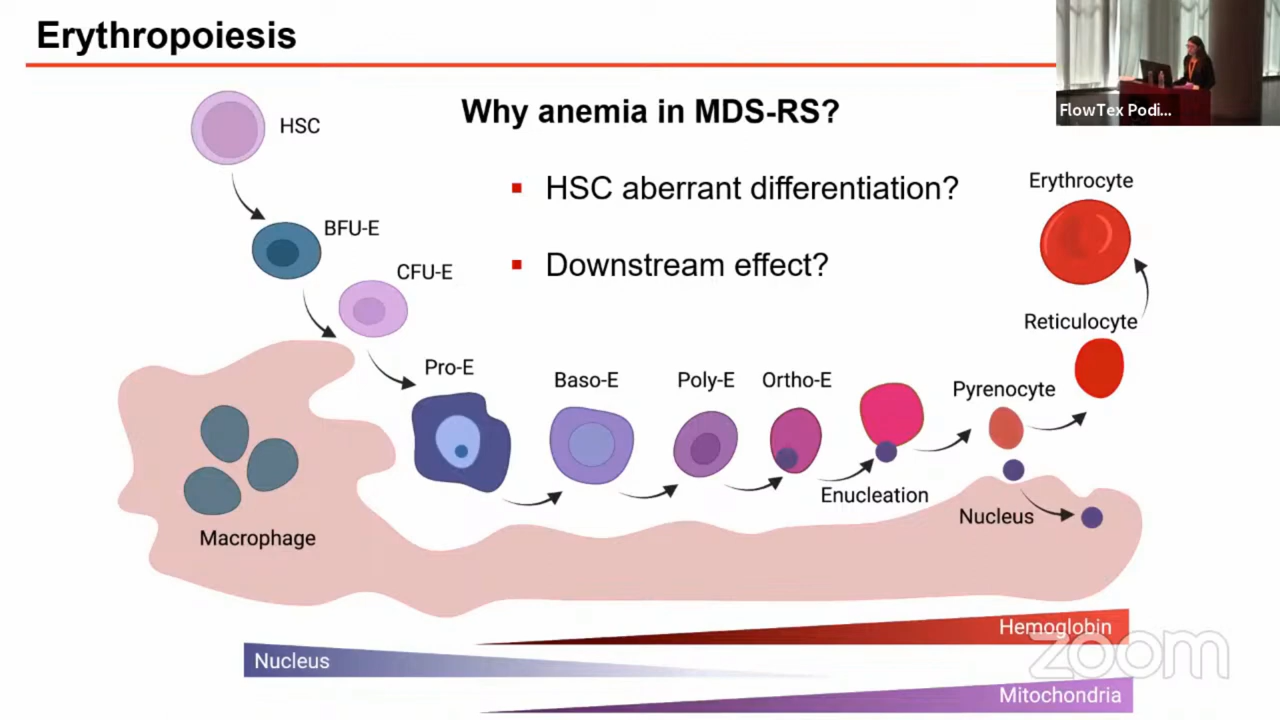 Erythropoiesis
FlowTex Podi...
Why anemia in MDS-RS?
HSC
HSC aberrant differentiation?
Erythrocyte
BFU-E
CFU-E
Downstream effect?
Reticulocyte
Pro-E
Baso-E
Poly-E
Ortho-E
Pyrenocyte
Enucleation
Nucleus
Macrophage
Hemoglobin
zoom
Nucleus
Mitochondria